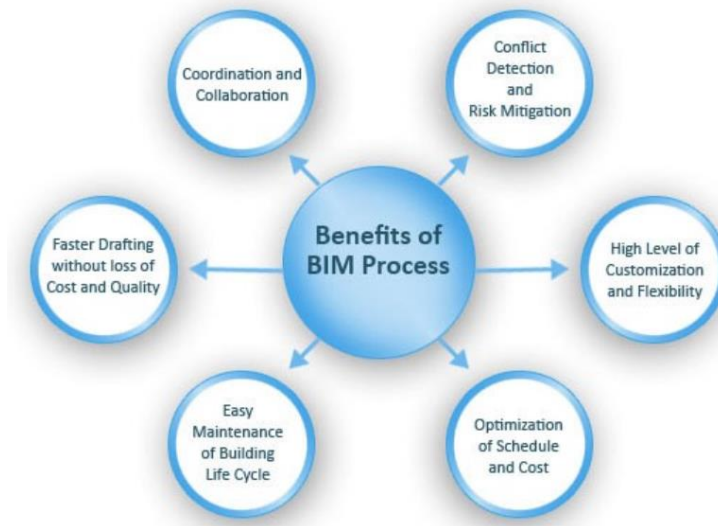 Coordination and
Collaboration
Conflict
Detection
and
Risk Mitigation
Benefits of
BIM Process
Faster Drafting
without loss of
Cost and Quality
High Level of
Customization
and Flexibility
Easy
Maintenance
of Building
Life Cycle
Optimization
of Schedule
and Cost